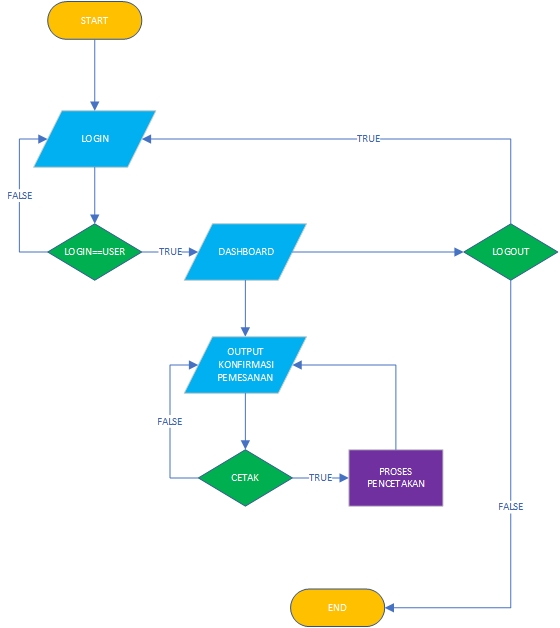 START
LOGIN
TRUE
FALSE
LOGIN==USER
TRUE
DASHBOARD
LOGOUT
OUTPUT
KONFIRMASI
PEMESANAN
FALSE
CETAK
TRUE
PROSES
PENCETAKAN
FALSE
END